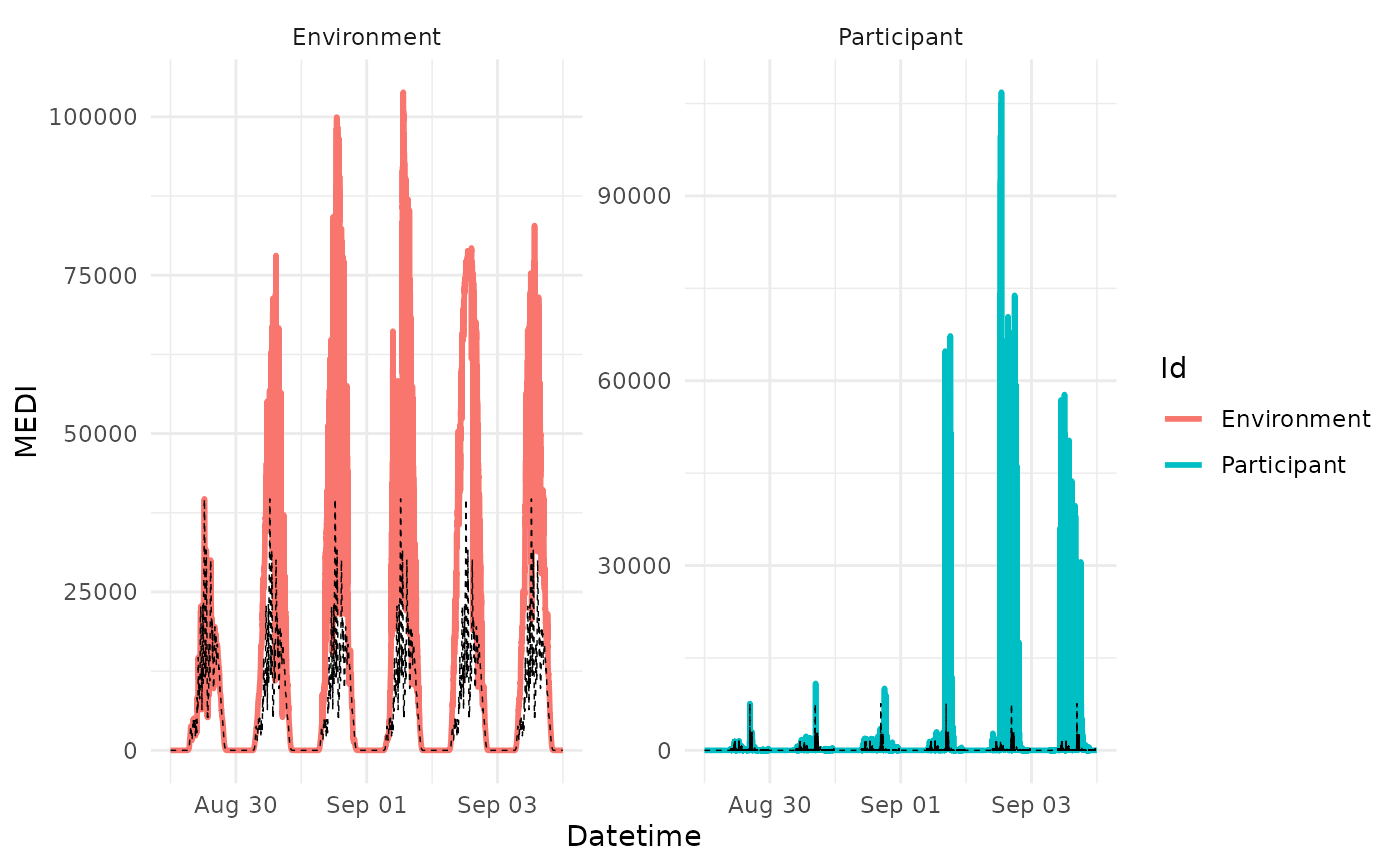 Environment
Participant
MEDI
100000
75000
50000
25000
0
90000
60000
30000
0
Aug 30
Sep 01
Sep 03
Aug 30
Sep 01
Sep 03
Datetime
Id
Environment
Participant